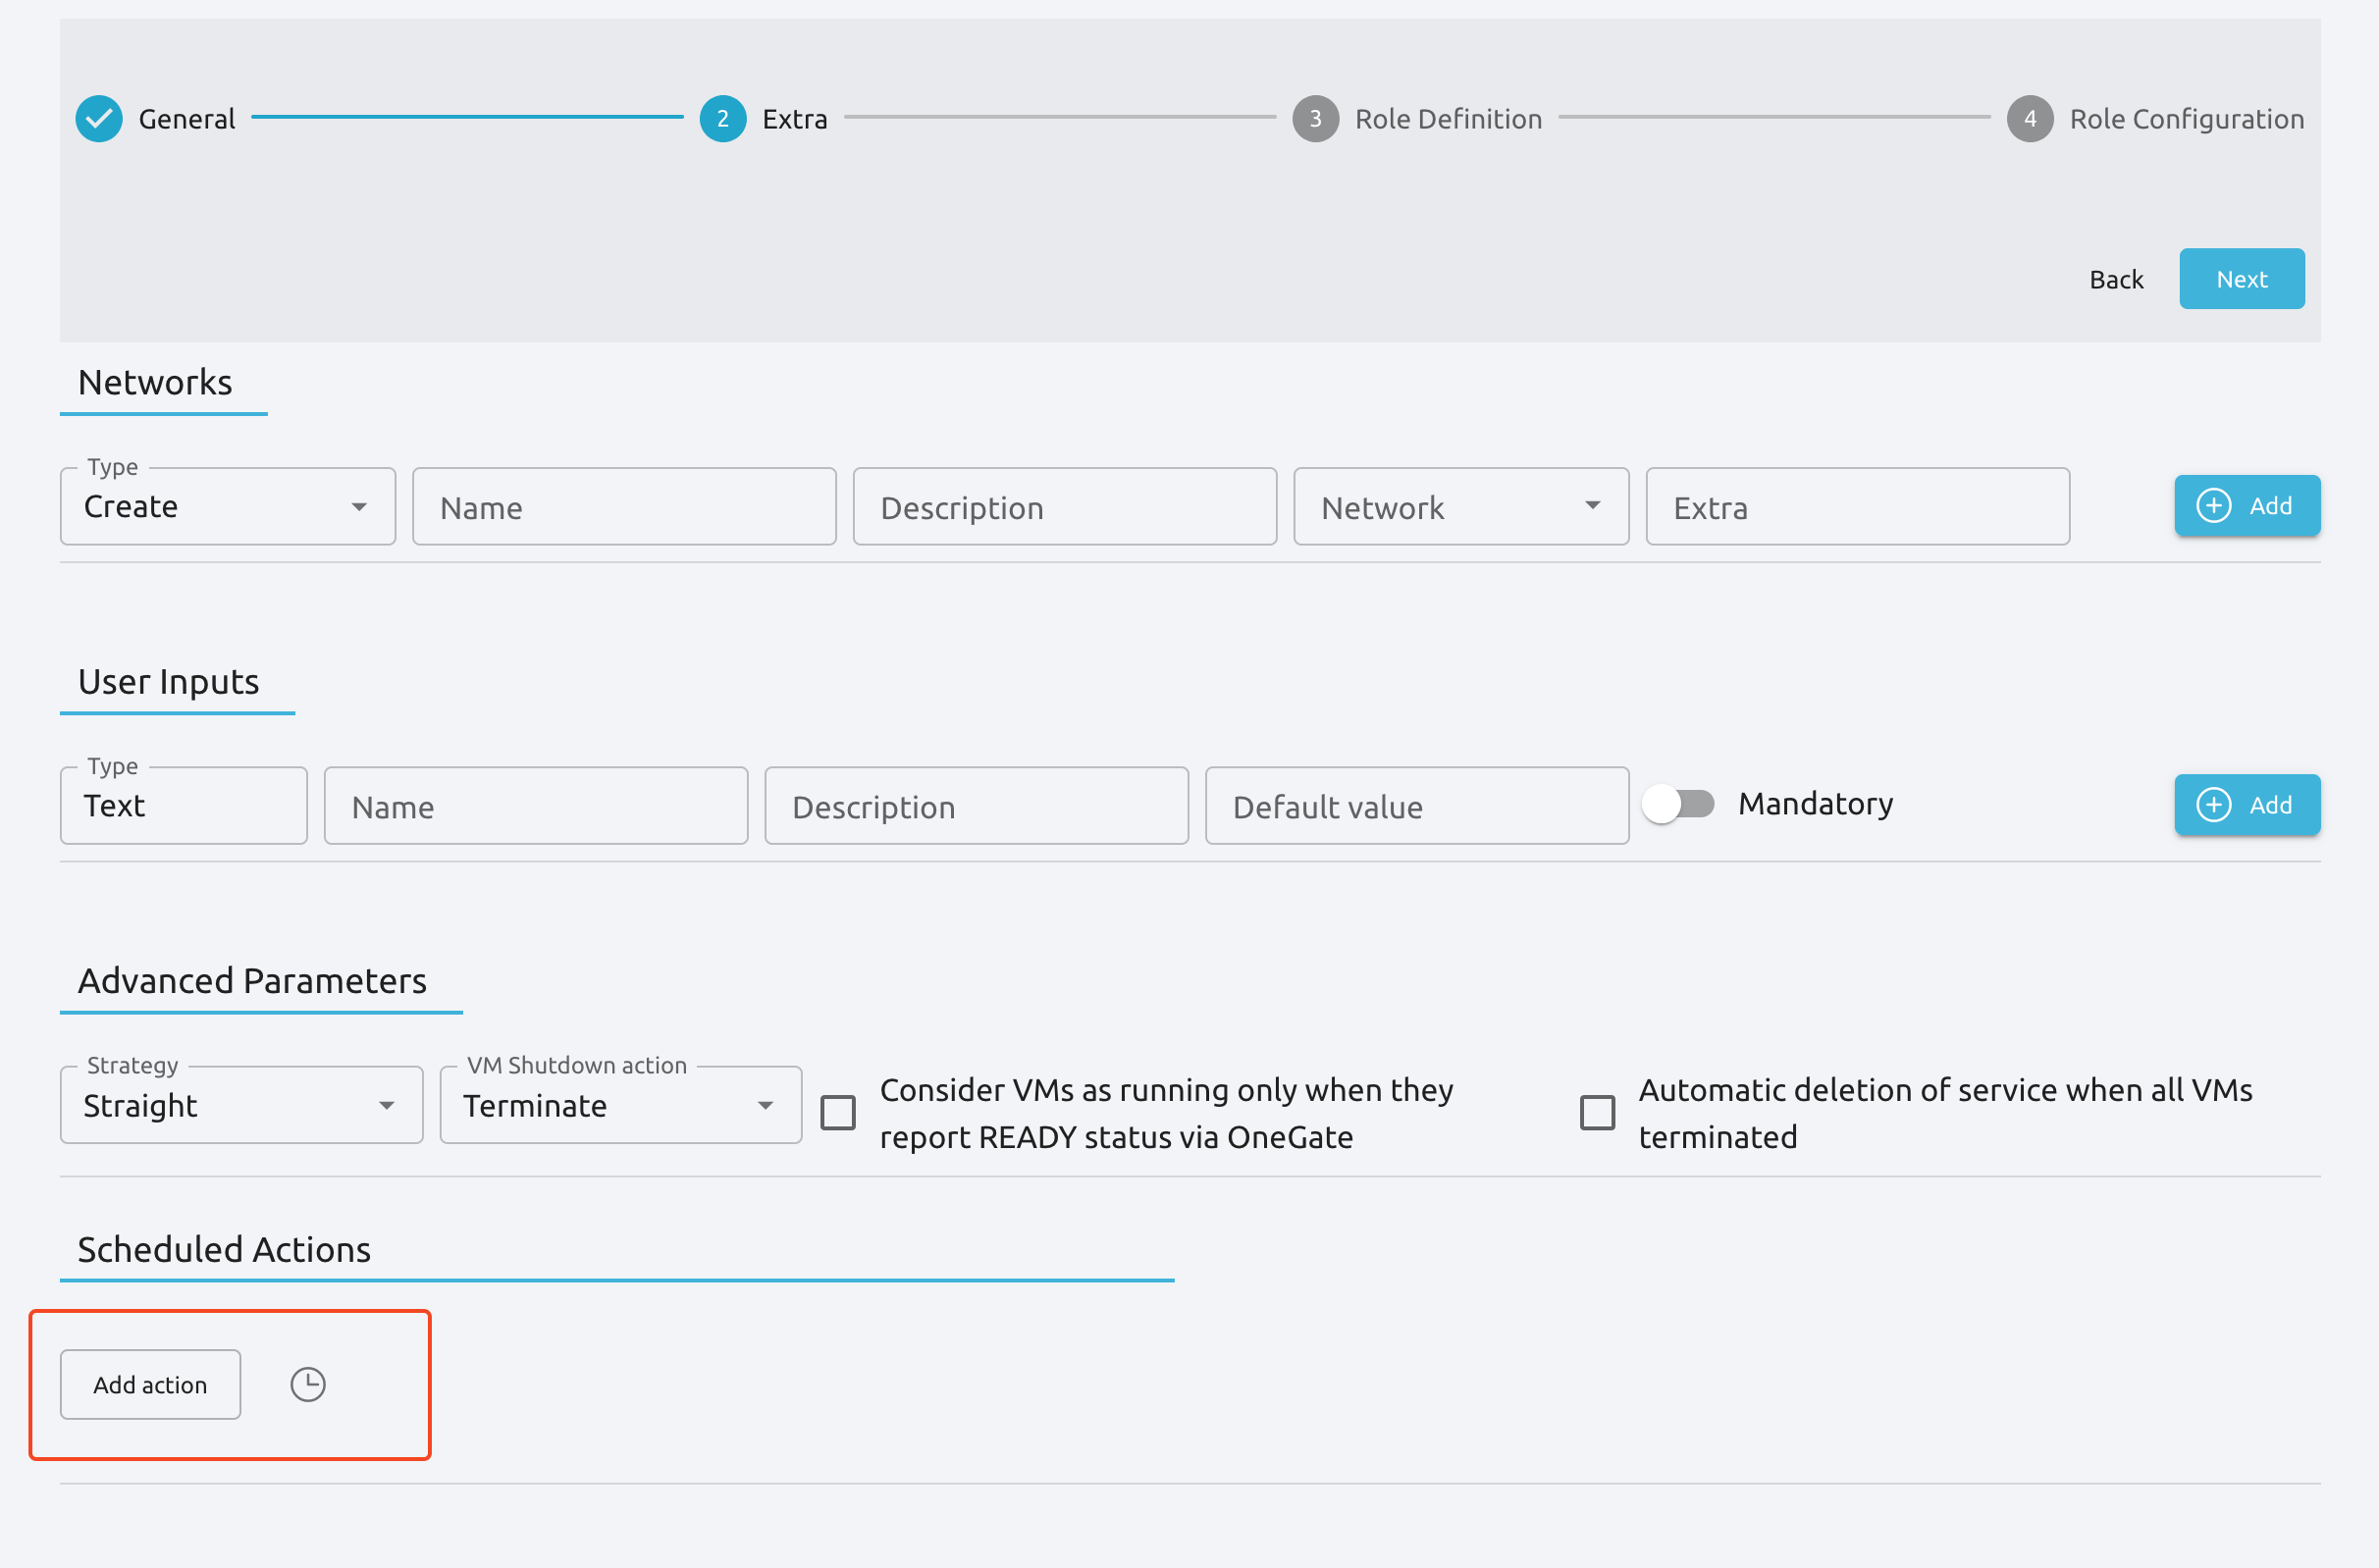 General
2
Extra
3
Role Definition
4
Role Configuration
Back
Next
Networks
Type
Create
Name
Description
Network
Extra
Add
User Inputs
Type
Text
Name
Description
Default value
Mandatory
Add
Advanced Parameters
Strategy
Straight
VM Shutdown action
Terminate
Consider VMs as running only when they
report READY status via OneGate
Automatic deletion of service when all VMs
terminated
Scheduled Actions
Add action